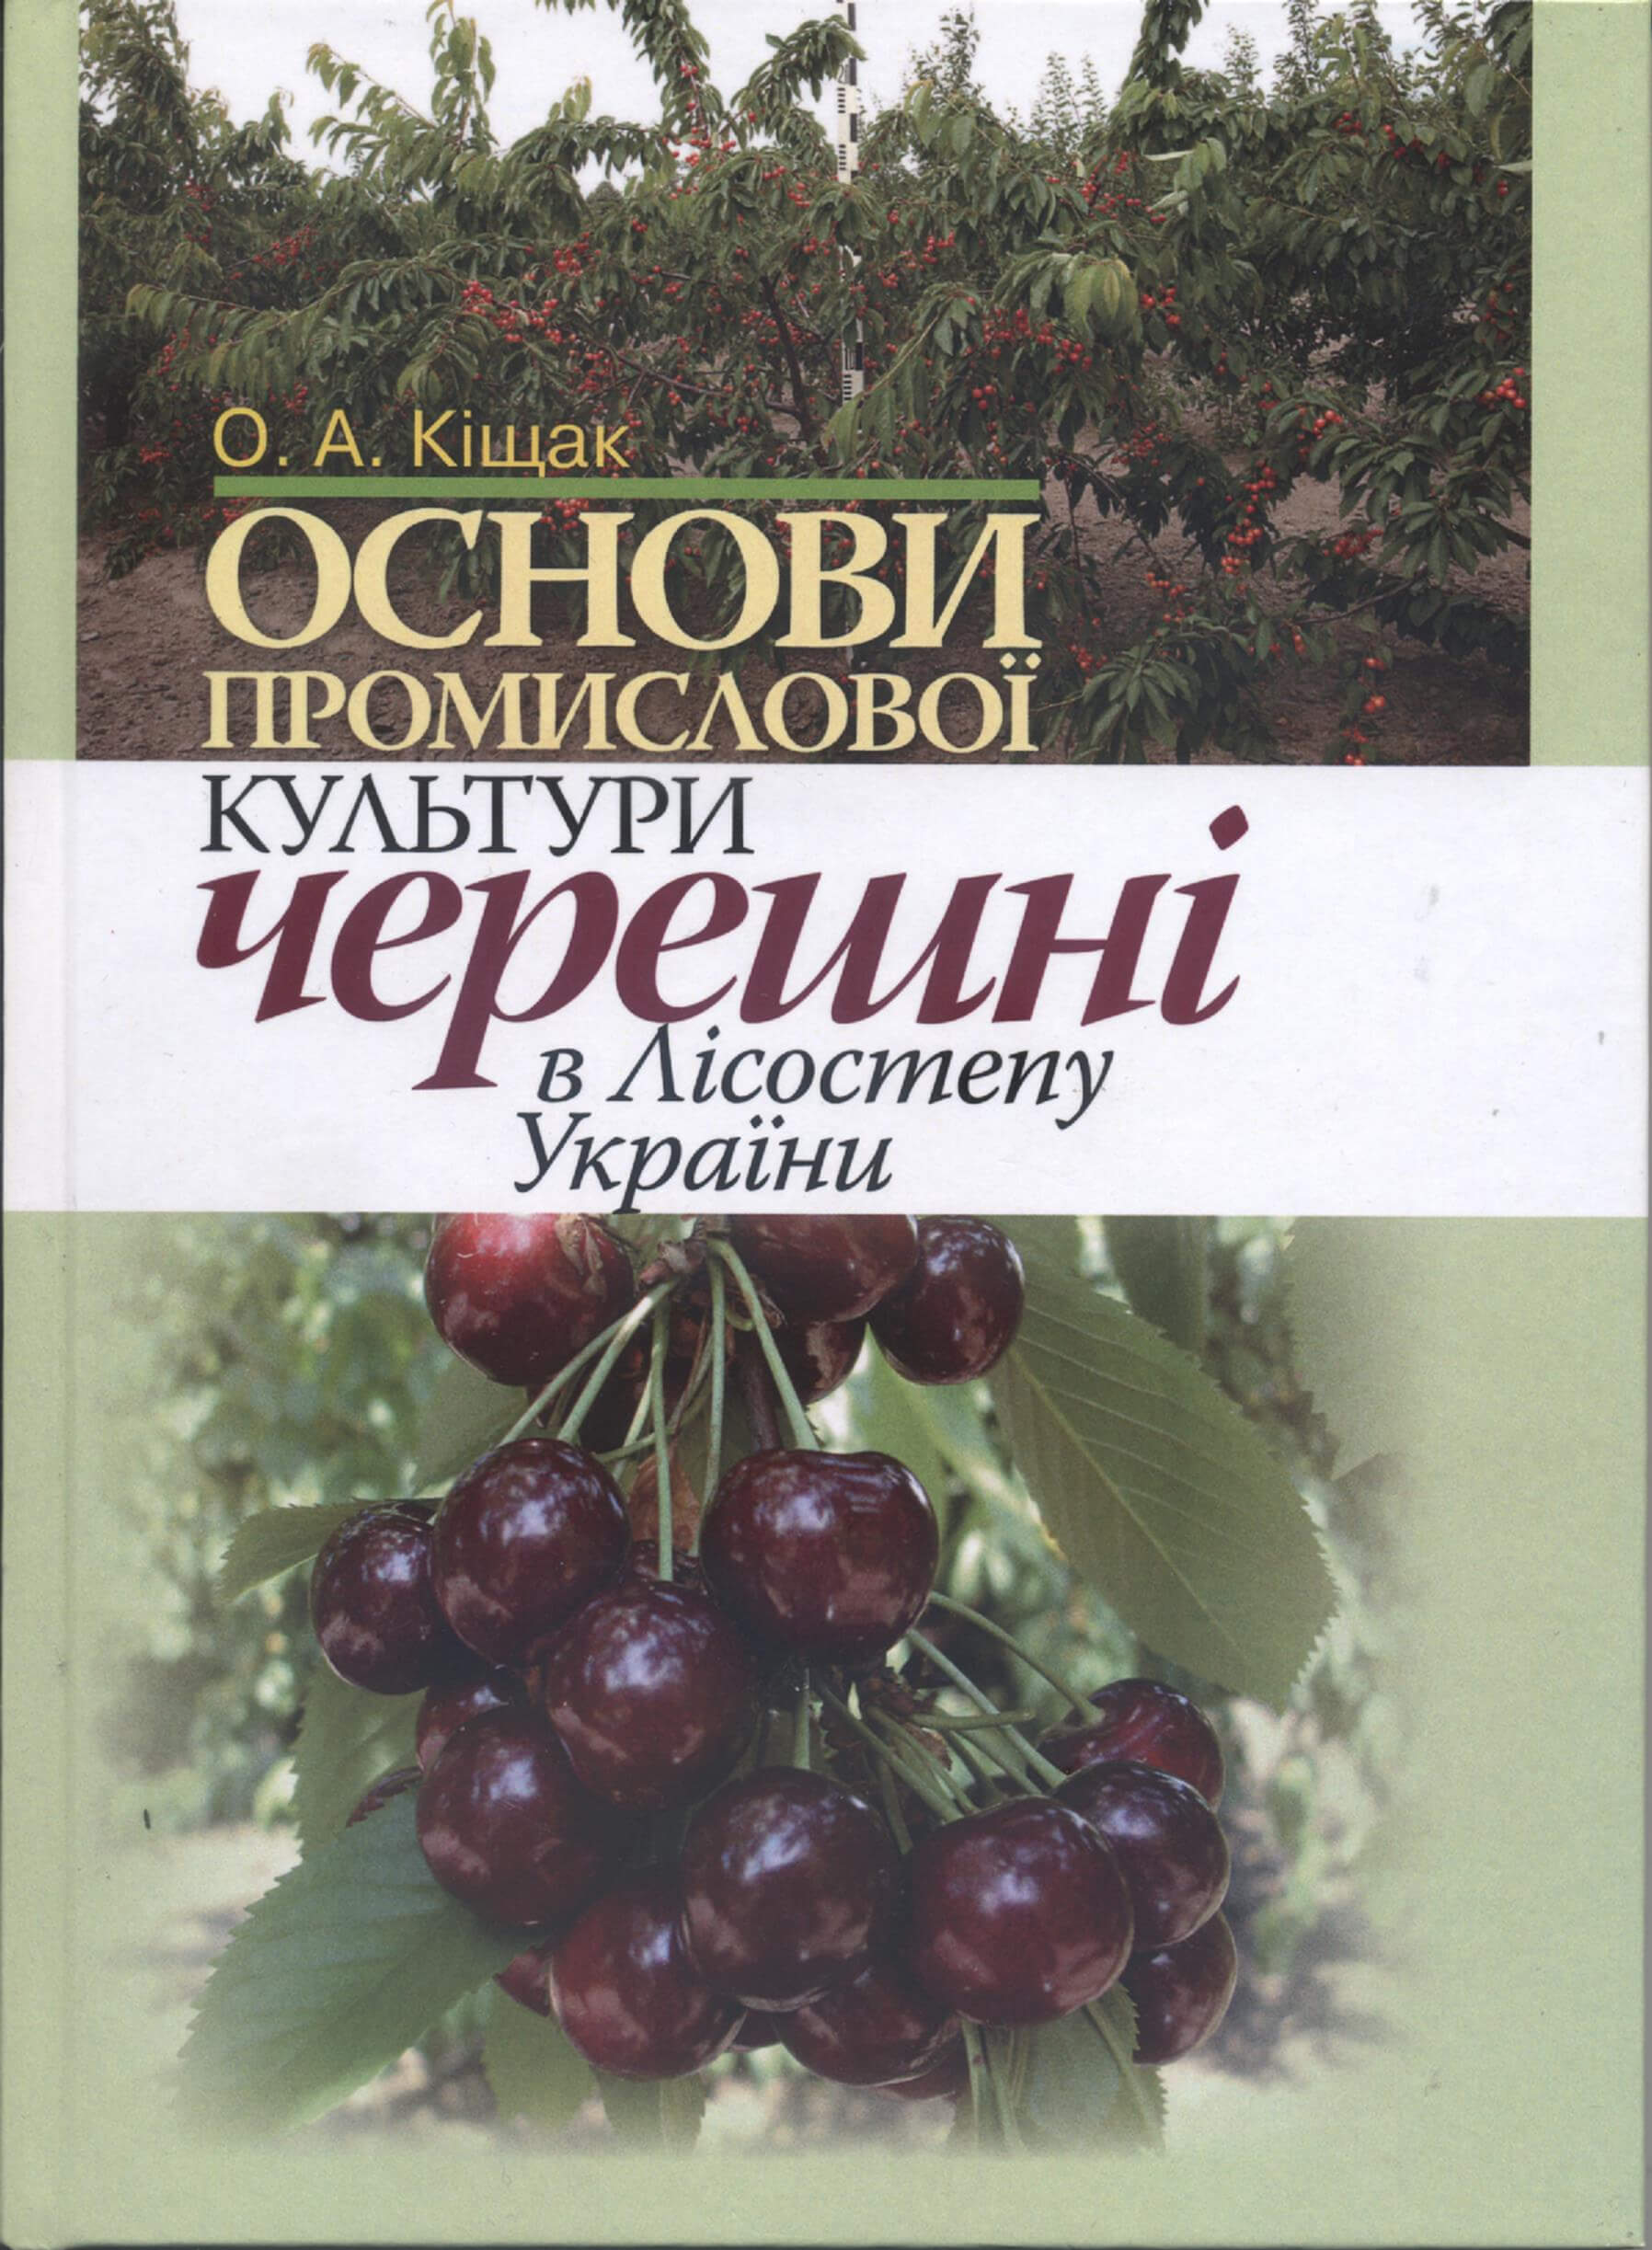 О. А. Кіщак
ОСНОВИ
ПРОМИСЛОВОЇ
КУЛЬТУРИ
черешні
в Лісостепу
України